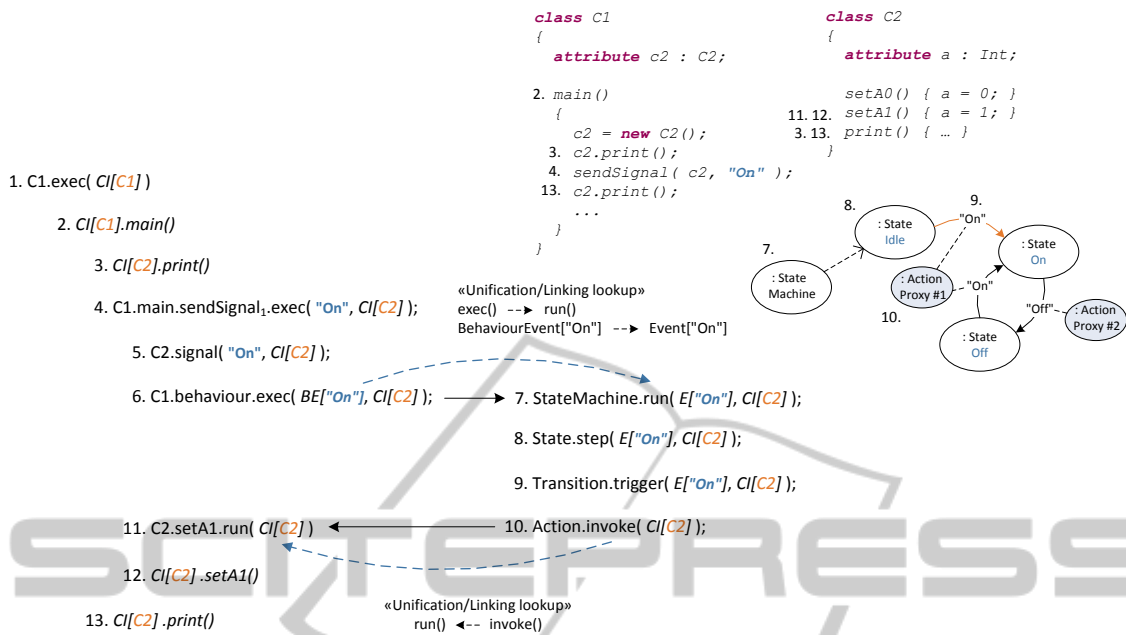 class C1
{
attribute c2 : C2;
2. main()
{
c2 = new C2();
3. c2.print();
4. sendSignal( c2, "On" );
13. c2.print();
...
}
}
class C2
{
attribute a : Int;
setA0() { a = 0; }
11. 12. setA1() { a = 1; }
3. 13. print() { … }
}
1. C1.exec( CI[C1] )
2. CI[C1].main()
3. CI[C2].print()
4. C1.main.sendSignal1.exec( "On", CI[C2] );
5. C2.signal( "On", CI[C2] );
6. C1.behaviour.exec( BE["On"], CI[C2] );
«Unification/Linking lookup»
exec() --► run()
BehaviourEvent["On"] --► Event["On"]
7.
: State
Machine
8.
: State
Idle
9.
"On"
: State
On
: Action
Proxy #1
10.
"On"
"Off"
: Action
Proxy #2
: State
Off
7. StateMachine.run( E["On"], CI[C2] );
8. State.step( E["On"], CI[C2] );
9. Transition.trigger( E["On"], CI[C2] );
10. Action.invoke( CI[C2] );
11. C2.setA1.run( CI[C2] )
12. CI[C2] .setA1()
13. CI[C2] .print()
«Unification/Linking lookup»
run() ◄-- invoke()
SCITEPRESS